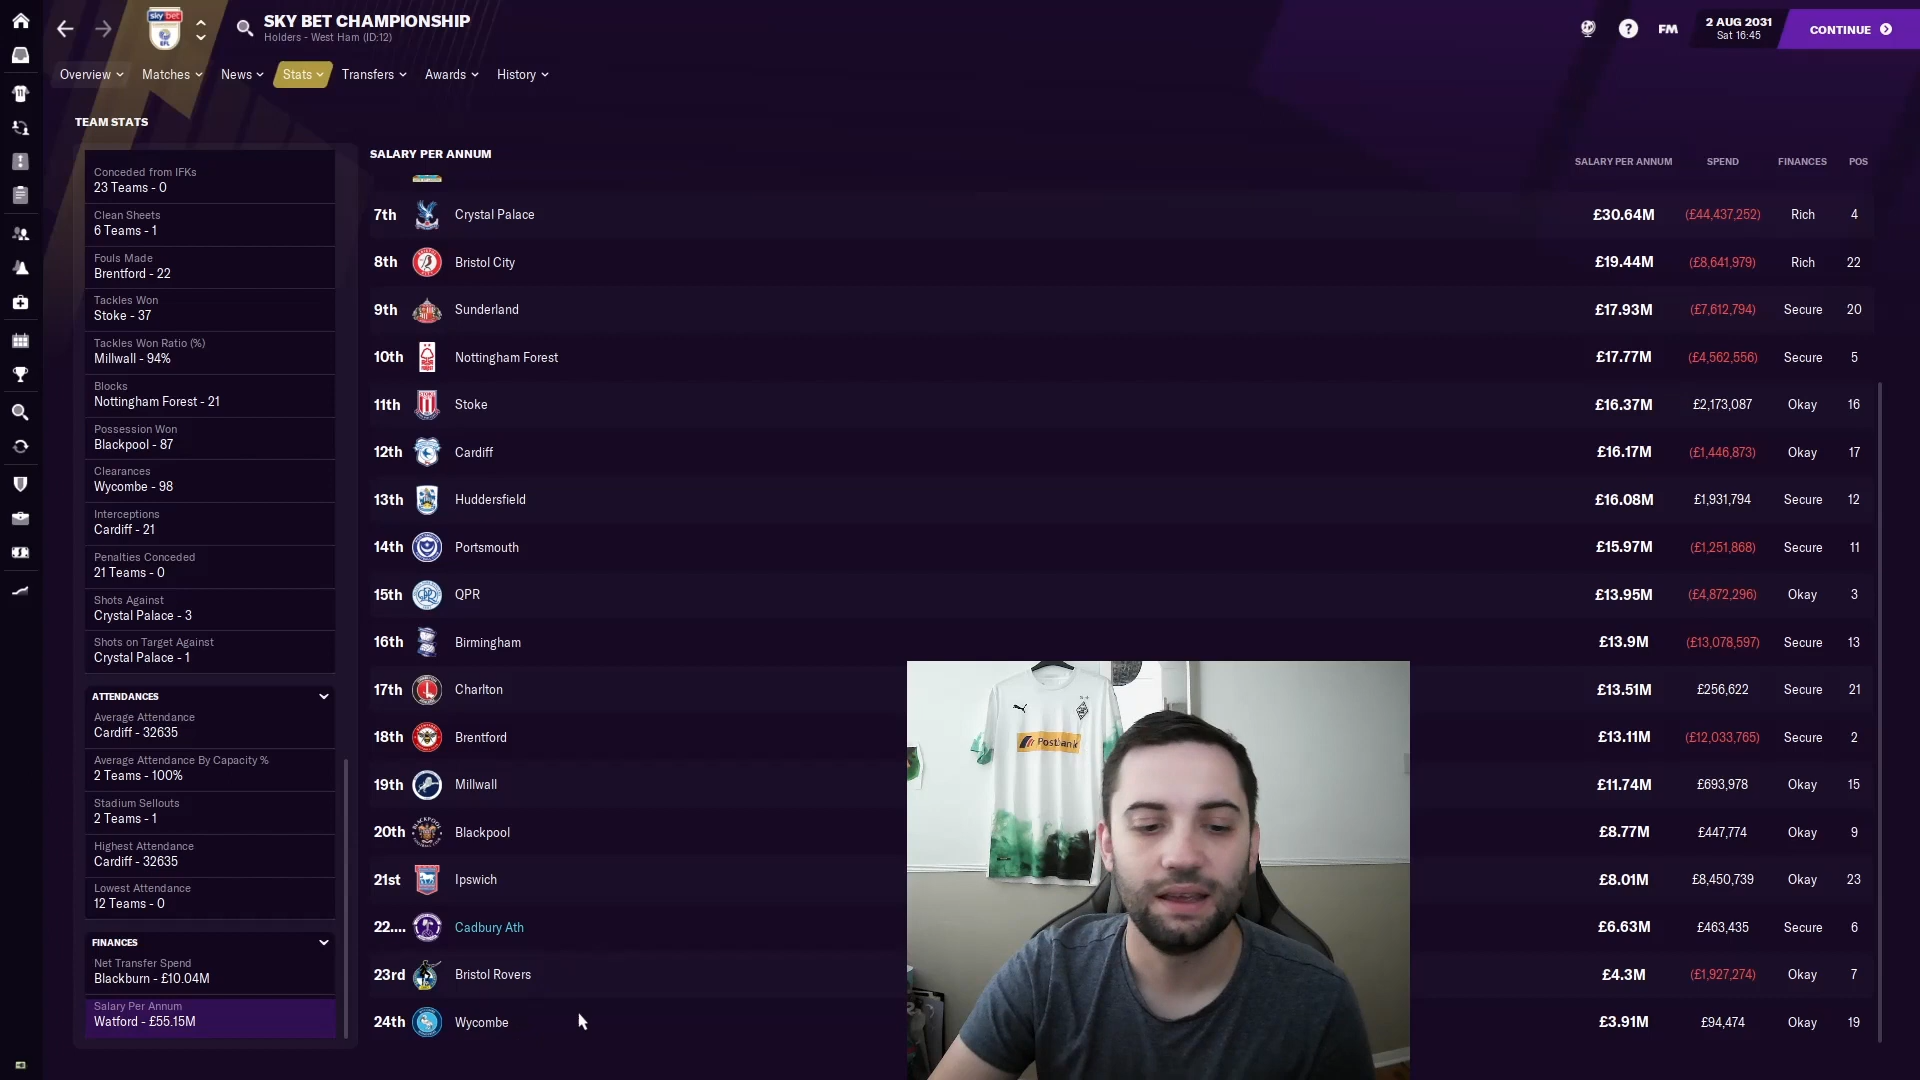 SKY BET CHAMPIONSHIP
Holders - West Ham (ID:12)
2 AUG 2031
Sat 16:45
CONTINUE
FM
sky bet
EFL
Overview
Matches
News
Stats
Transfers
Awards
History
TEAM STATS
Conceded from IFKs
23 Teams - 0
Clean Sheets
6 Teams - 1
Fouls Made
Brentford - 22
Tackles Won
Stoke - 37
Tackles Won Ratio (%)
Millwall - 94%
Blocks
Nottingham Forest - 21
Possession Won
Blackpool - 87
Clearances
Wycombe - 98
Interceptions
Cardiff - 21
Penalties Conceded
21 Teams - 0
Shots Against
Crystal Palace - 3
Shots on Target Against
Crystal Palace - 1
ATTENDANCES
Average Attendance
Cardiff - 32635
Average Attendance By Capacity %
2 Teams - 100%
Stadium Sellouts
2 Teams - 1
Highest Attendance
Cardiff - 32635
Lowest Attendance
12 Teams - 0
FINANCES
Net Transfer Spend
Blackburn - £10.04M
Salary Per Annum
Watford - £55.15M
SALARY PER ANNUM
SALARY PER ANNUM SPEND FINANCES POS
7th Crystal Palace £30.64M (£44,437,252) Rich 4
8th Bristol City £19.44M (£8,641,979) Rich 22
9th Sunderland £17.93M (£7,612,794) Secure 20
10th Nottingham Forest £17.77M (£4,562,556) Secure 5
11th Stoke £16.37M £2,173,087 Okay 16
12th Cardiff £16.17M (£1,446,873) Okay 17
13th Huddersfield £16.08M £1,931,794 Secure 12
14th Portsmouth £15.97M (£1,251,868) Secure 11
15th QPR £13.95M (£4,872,296) Okay 3
16th Birmingham £13.9M (£13,078,597) Secure 13
17th Charlton £13.51M £256,622 Secure 21
18th Brentford £13.11M (£12,033,765) Secure 2
19th Millwall £11.74M £693,978 Okay 15
20th Blackpool £8.77M £447,774 Okay 9
21st Ipswich £8.01M £8,450,739 Okay 23
22.... Cadbury Ath £6.63M £463,435 Secure 6
23rd Bristol Rovers £4.3M (£1,927,274) Okay 7
24th Wycombe £3.91M £94,474 Okay 19
Postbank